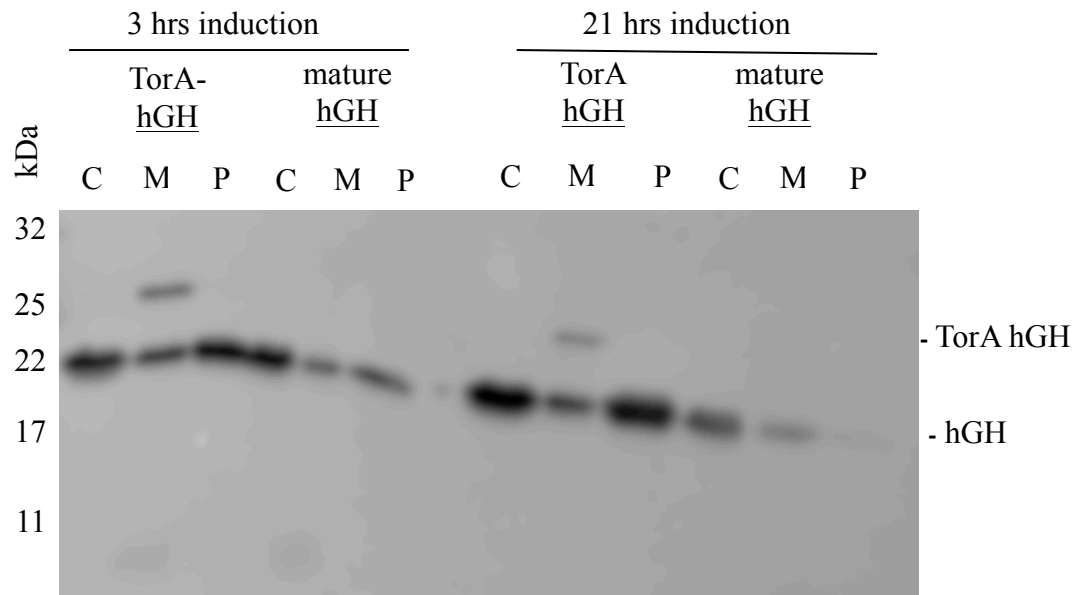 3 hrs induction 21 hrs induction
TorA- mature TorA mature
hGH hGH hGH hGH
kDa
C M P C M P C M P C M P
32
25
- TorA hGH
22
17
- hGH
11